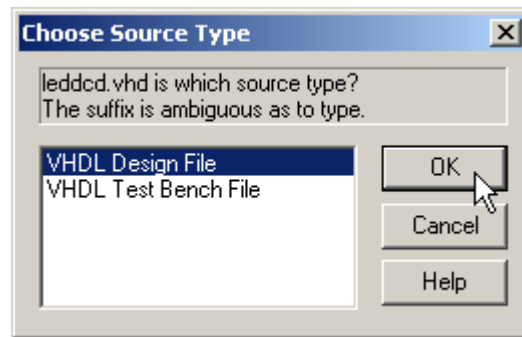 Choose Source Type
leddcd.vhd is which source type?
The suffix is ambiguous as to type.
VHDL Design File
VHDL Test Bench File
OK
Cancel
Help